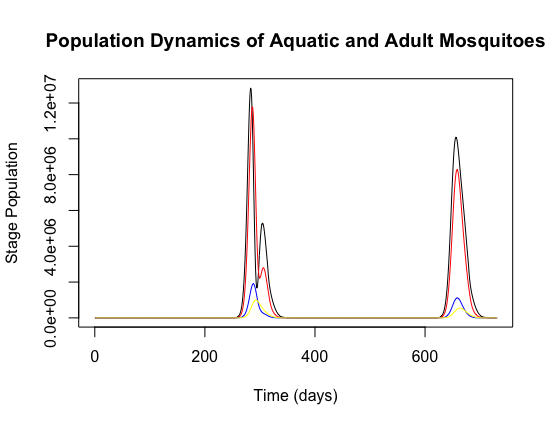 Population Dynamics of Aquatic and Adult Mosquitoes
Stage Population
1.2e+07
8.0e+06
4.0e+06
0.0e+00
0 200 400 600
Time (days)